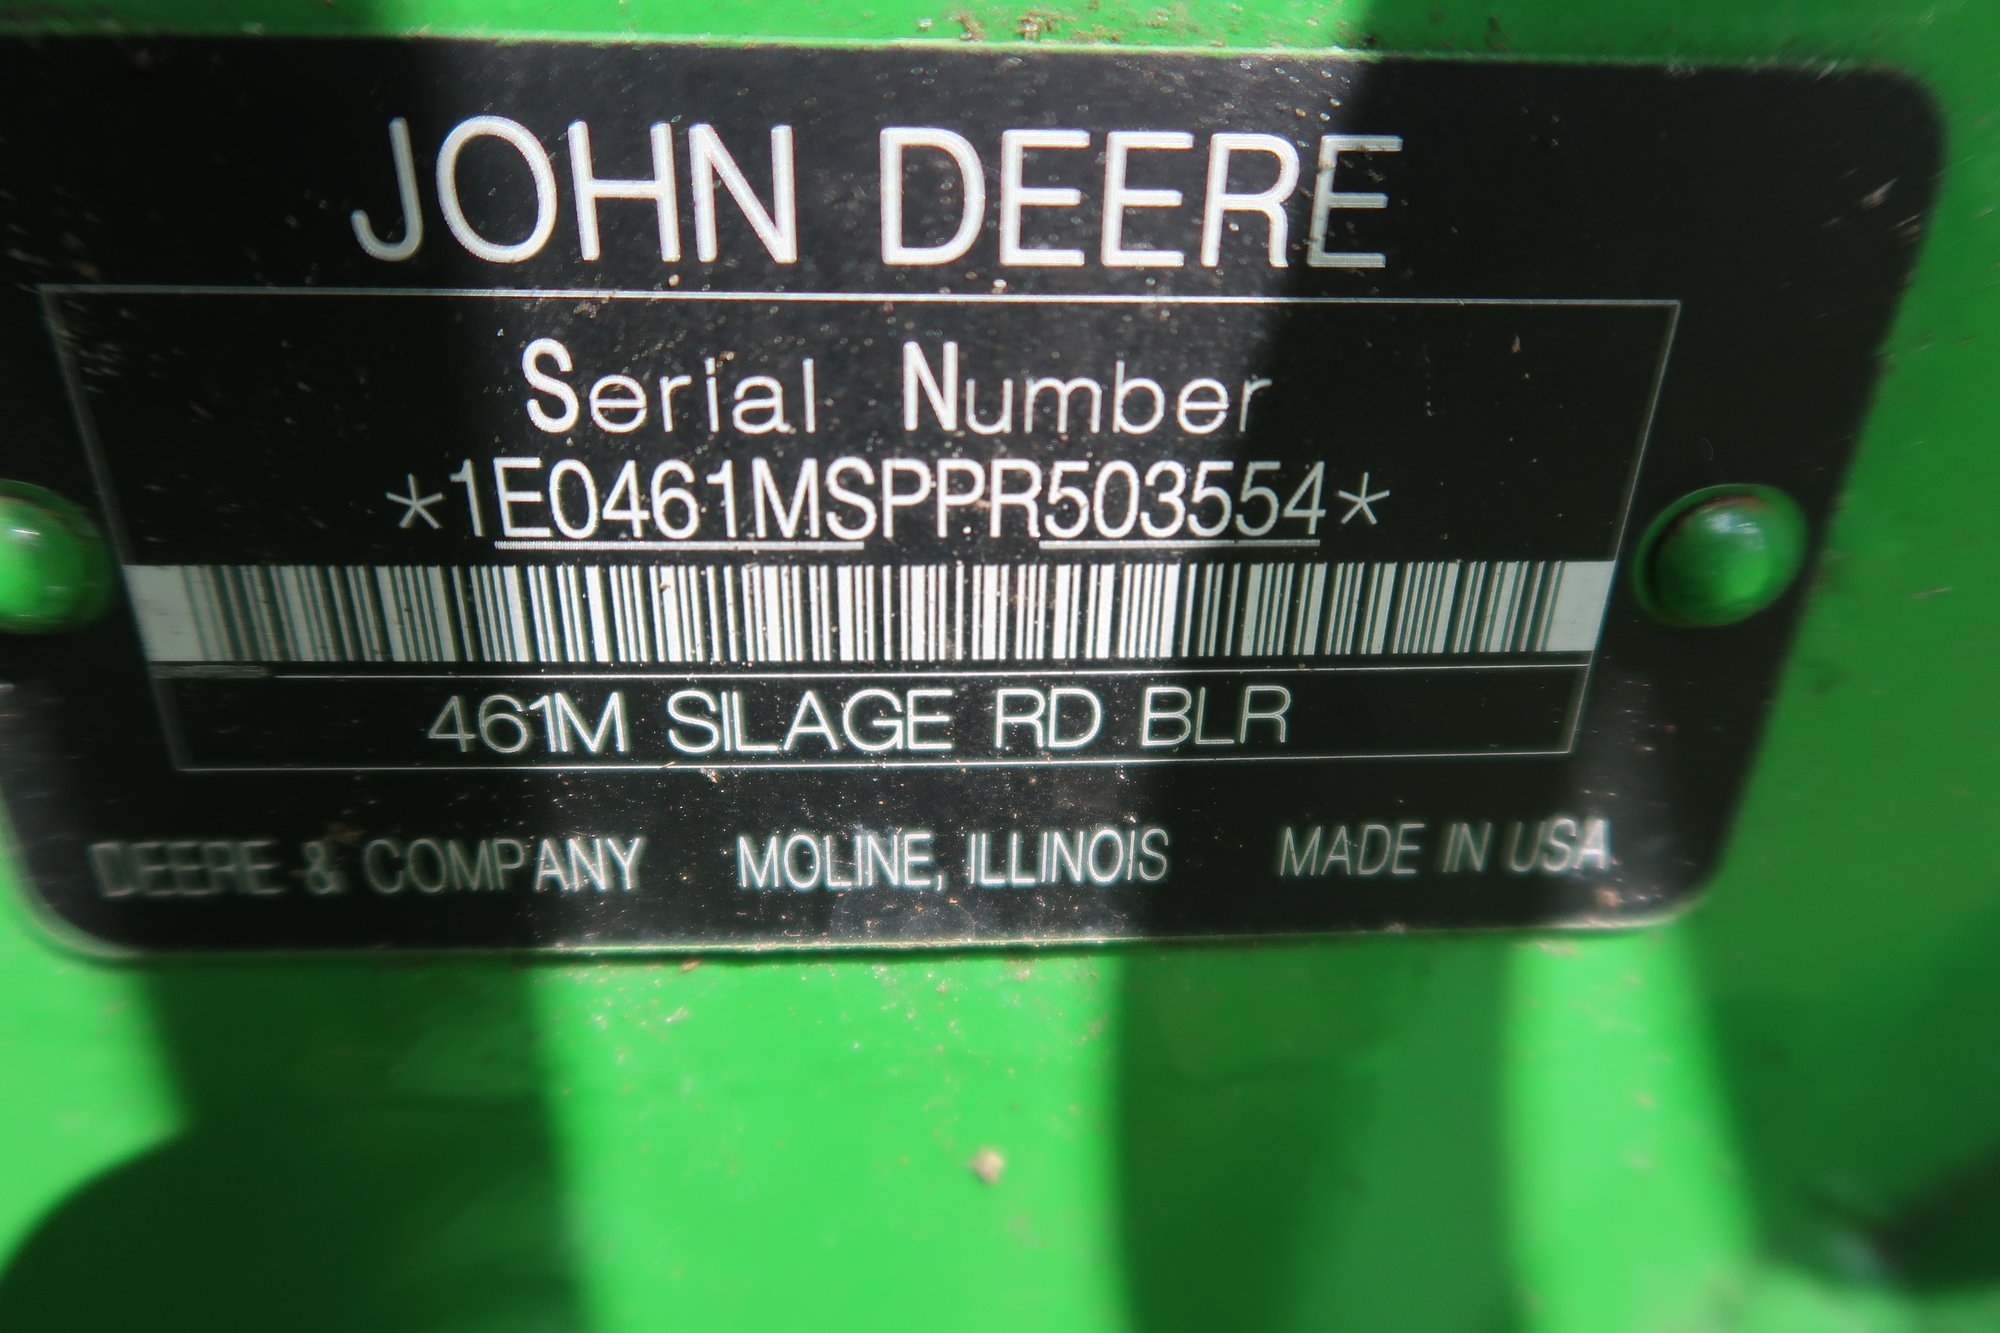 JOHN DEERE
Serial Number
*1E0461MSPPR503554*
461M SILAGE RD BLR
DEERE & COMPANY MOLINE, ILLINOIS MADE IN USA